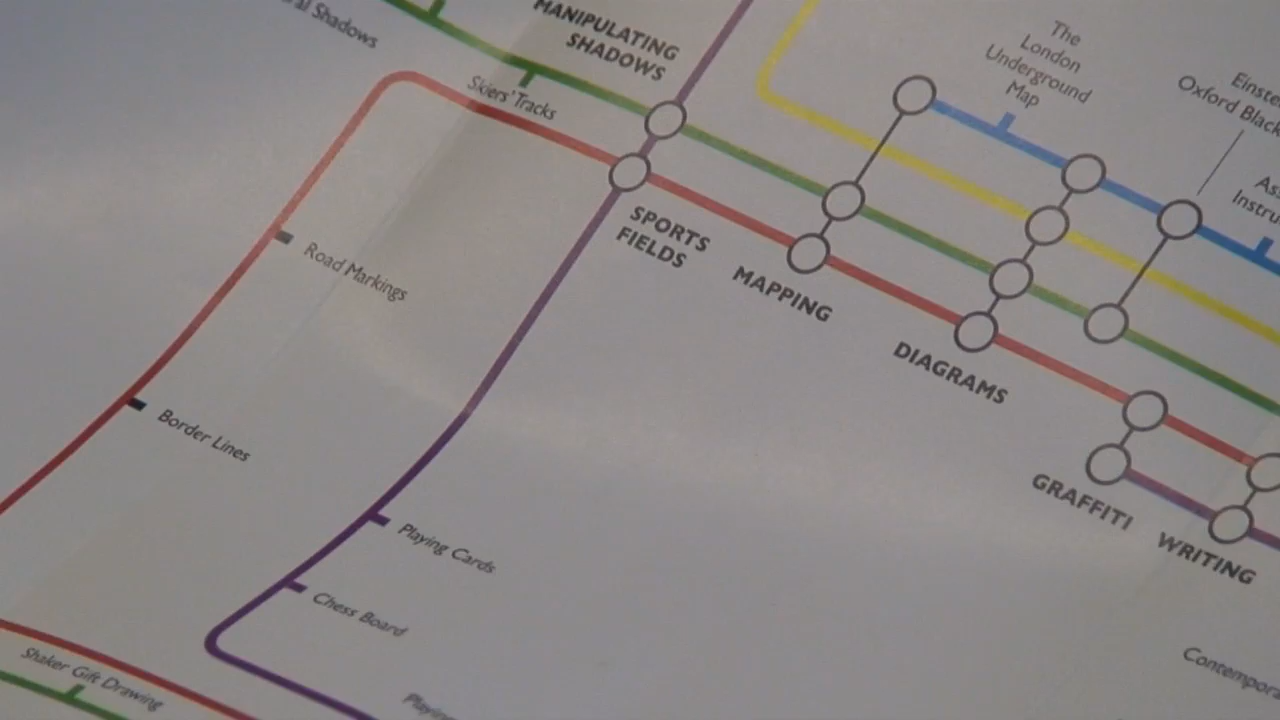 Shadows
MANIPULATING
SHADOWS
Skiers' Tracks
The
London
Underground
Map
Oxford
SPORTS
FIELDS
MAPPING
Road Markings
DIAGRAMS
Border Lines
GRAFFITI
WRITING
Playing Cards
Chess Board
Shaker Gift Drawing